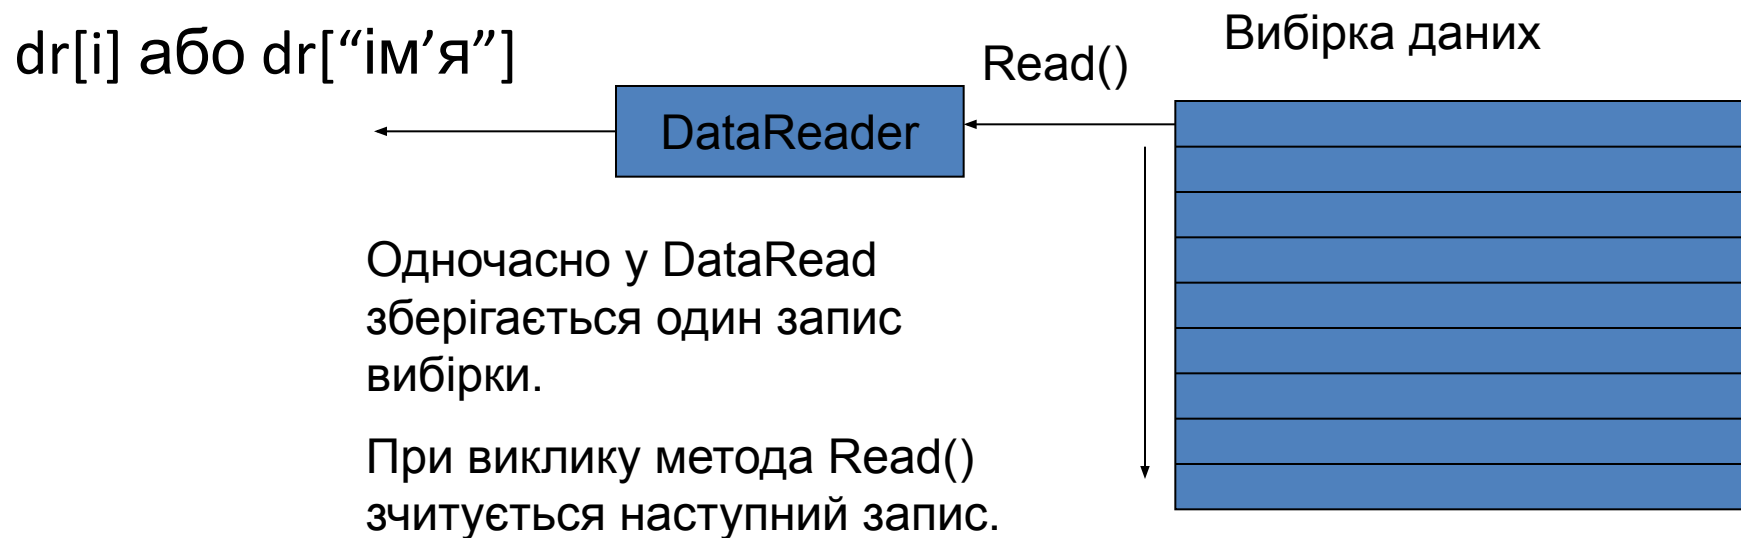 dr[i] або dr[“ім’я”]
Read()
Вибірка даних
DataReader
Одночасно у DataRead
зберігається один запис
вибірки.
При виклику метода Read()
зчитується наступний запис.